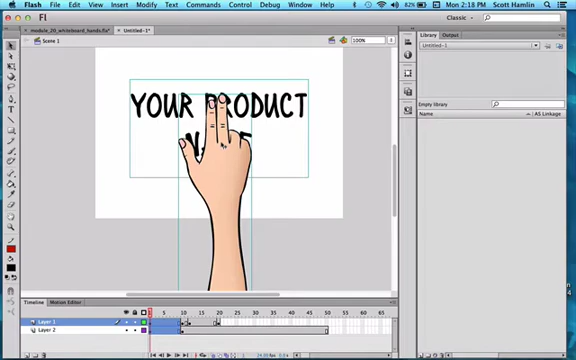 Flash File Edit View Insert Modify Text Commands Control Debug Window Help 82% Mon 2:18 PM Scott Hamlin
Fl Classic
module_20_whiteboard_hands.fla* Untitled-1*
Scene 1 100%
Library Output
Untitled-1
Empty library
Name AS Linkage
YOUR PRODUCT
Timeline Motion Editor
1 5 10 15 20 25 30 35 40 45 50 55 60 65
Layer 1
Layer 2